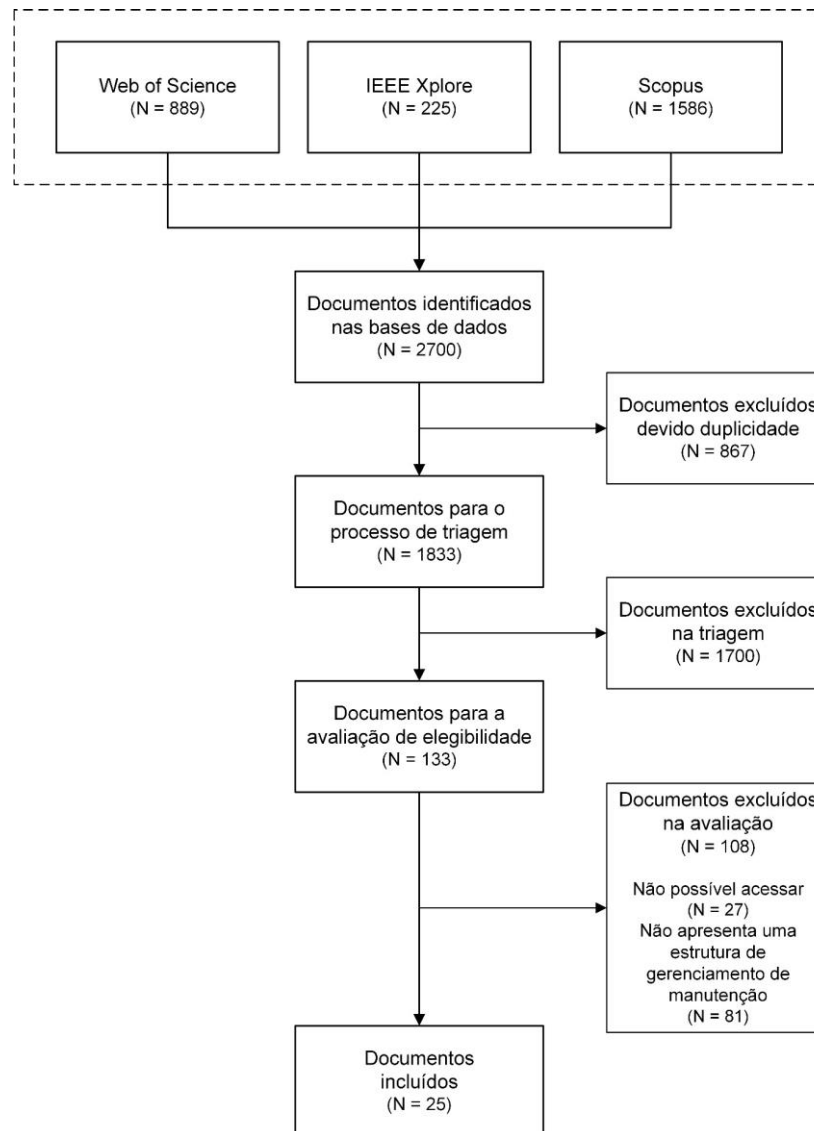 Web of Science
(N = 889)
IEEE Xplore
(N = 225)
Scopus
(N = 1586)
Documentos identificados
nas bases de dados
(N = 2700)
Documentos excluídos
devido duplicidade
(N = 867)
Documentos para o
processo de triagem
(N = 1833)
Documentos excluídos
na triagem
(N = 1700)
Documentos para a
avaliação de elegibilidade
(N = 133)
Documentos excluídos
na avaliação
(N = 108)
Não possível acessar
(N = 27)
Não apresenta uma
estrutura de
gerenciamento de
manutenção
(N = 81)
Documentos
incluídos
(N = 25)